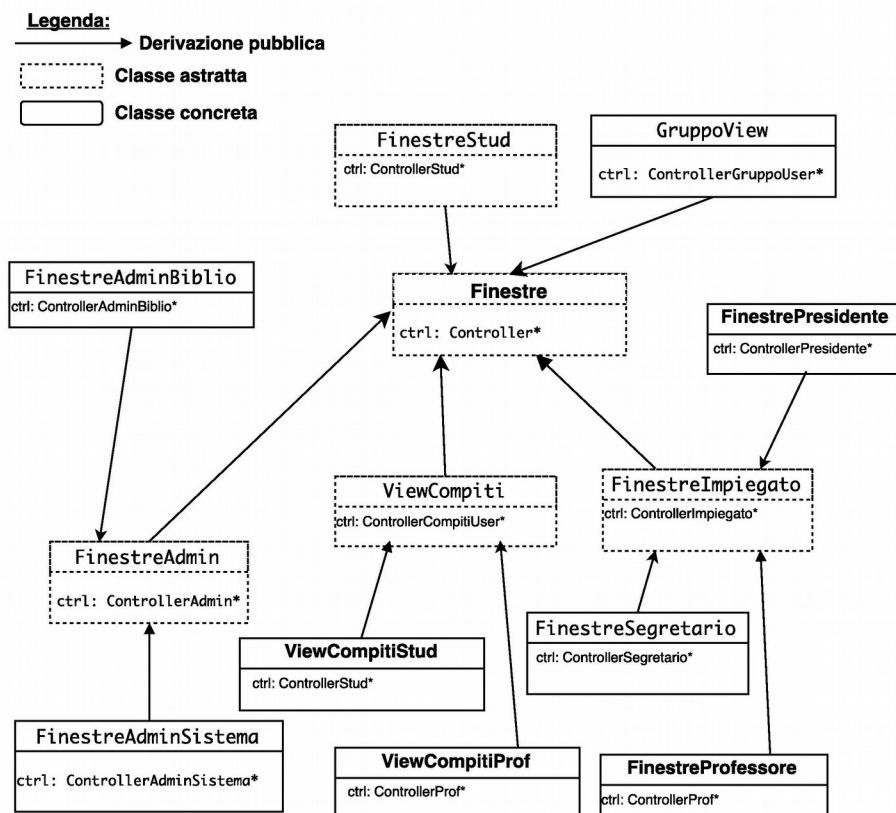 Legenda:
Derivazione pubblica
Classe astratta
Classe concreta
FinestreStud
ctrl: ControllerStud*
GruppoView
ctrl: ControllerGruppoUser*
FinestreAdminBiblio
ctrl: ControllerAdminBiblio*
Finestre
ctrl: Controller*
FinestrePresidente
ctrl: ControllerPresidente*
ViewCompiti
ctrl: ControllerCompitiUser*
FinestreImpiegato
ctrl: ControllerImpiegato*
FinestreAdmin
ctrl: ControllerAdmin*
FinestreSegretario
ctrl: ControllerSegretario*
ViewCompitiStud
ctrl: ControllerStud*
FinestreAdminSistema
ctrl: ControllerAdminSistema*
ViewCompitiProf
ctrl: ControllerProf*
FinestreProfessore
ctrl: ControllerProf*